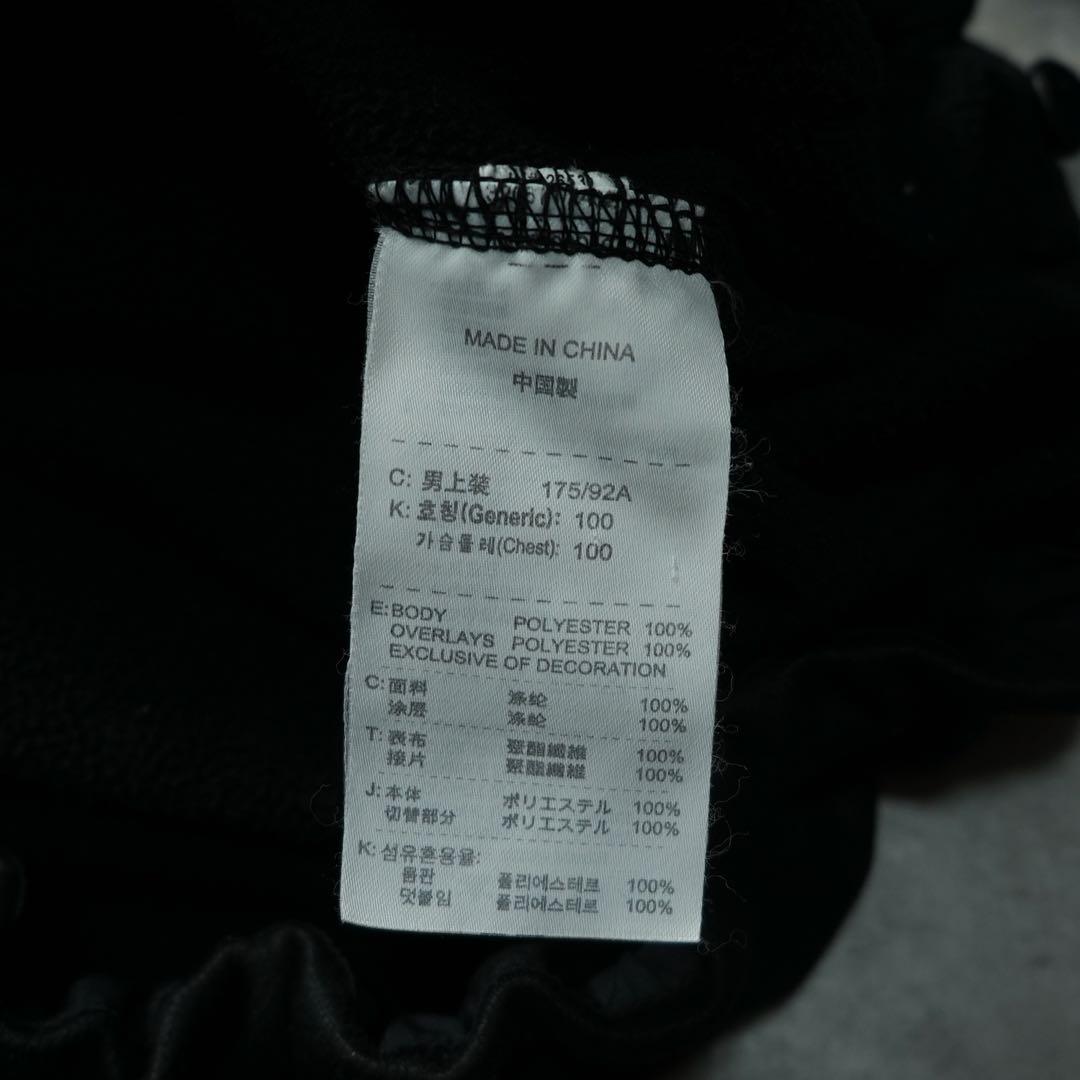 MADE IN CHINA
中国製
C: 男上装 175/92A
K: 호칭(Generic): 100
가슴둘레(Chest): 100
E: BODY POLYESTER 100%
OVERLAYS POLYESTER 100%
EXCLUSIVE OF DECORATION
C: 面料 涤纶 100%
涂层 涤纶 100%
T: 表布 聚酯纖維 100%
接片 聚酯纖維 100%
J: 本体 ポリエステル 100%
切替部分 ポリエステル 100%
K: 섬유혼용율:
몸판 폴리에스테르 100%
덧붙임 폴리에스테르 100%